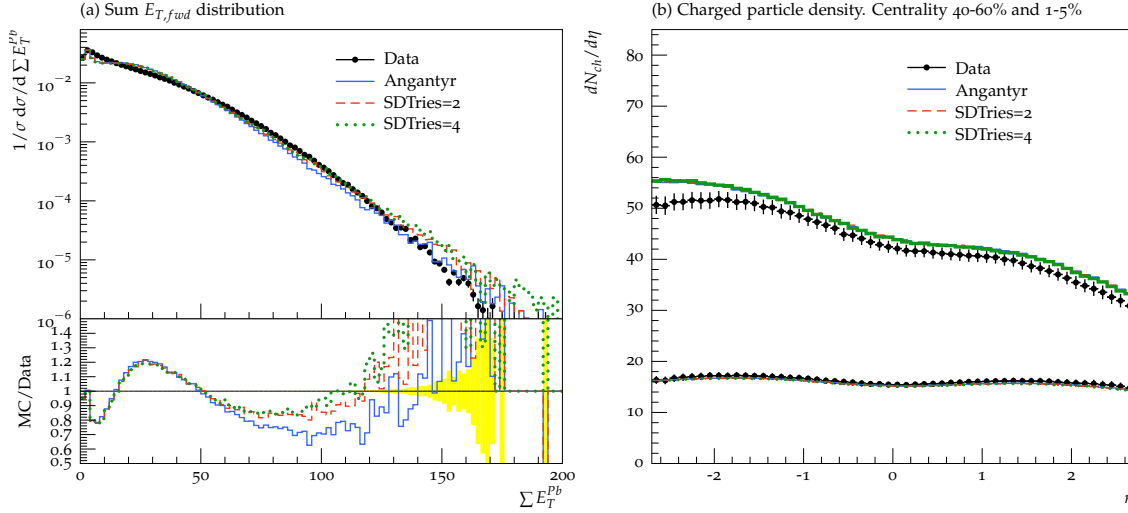 (a) Sum E_{T,fwd} distribution
1/σ dσ/d ∑ E_T^{Pb}
10^{−2}
10^{−3}
10^{−4}
10^{−5}
10^{−6}
Data
Angantyr
SDTries=2
SDTries=4
MC/Data
1.4
1.3
1.2
1.1
1
0.9
0.8
0.7
0.6
0.5
0
50
100
150
200
∑ E_T^{Pb}
(b) Charged particle density. Centrality 40-60% and 1-5%
dN_{ch}/dη
80
70
60
50
40
30
20
10
0
Data
Angantyr
SDTries=2
SDTries=4
-2
-1
0
1
2